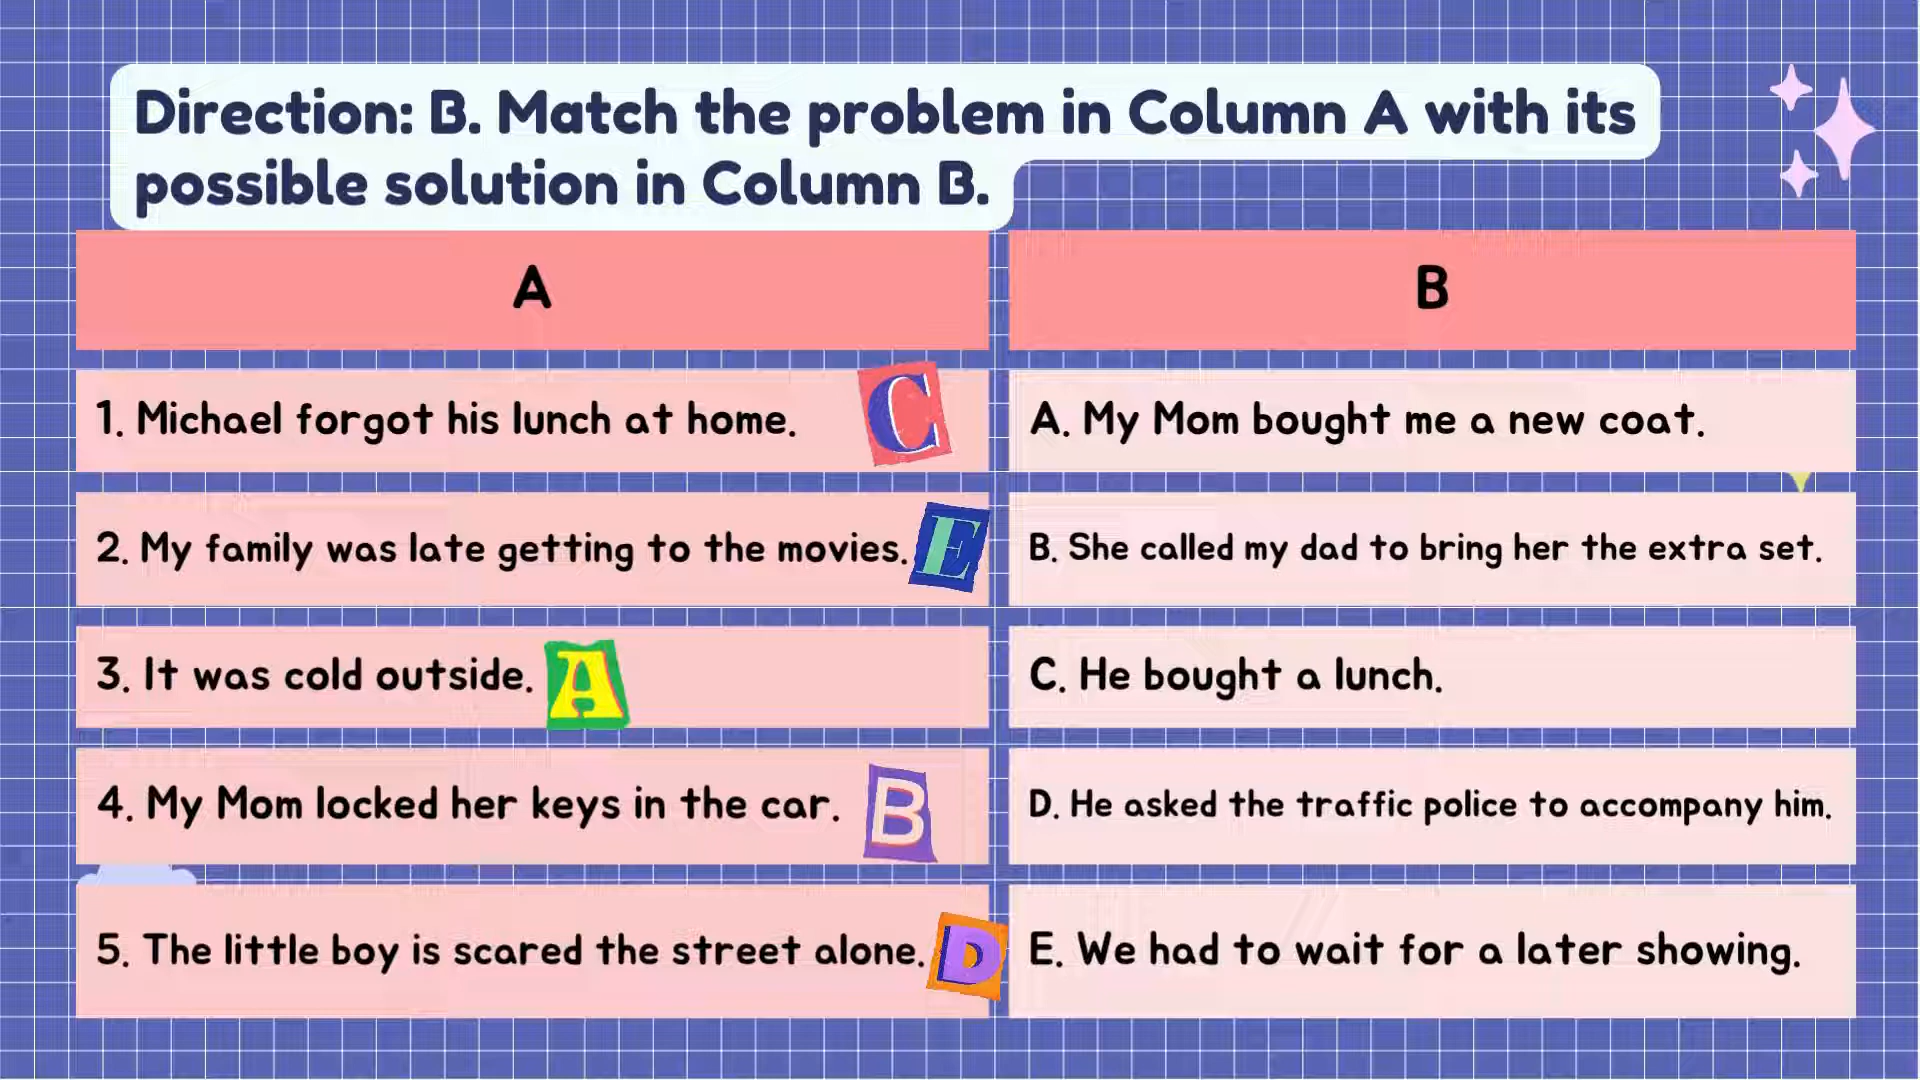 Direction: B. Match the problem in Column A with its
possible solution in Column B.
A
B
1. Michael forgot his lunch at home.
C
A. My Mom bought me a new coat.
2. My family was late getting to the movies.
E
B. She called my dad to bring her the extra set.
3. It was cold outside.
A
C. He bought a lunch.
4. My Mom locked her keys in the car.
B
D. He asked the traffic police to accompany him.
5. The little boy is scared the street alone.
D
E. We had to wait for a later showing.